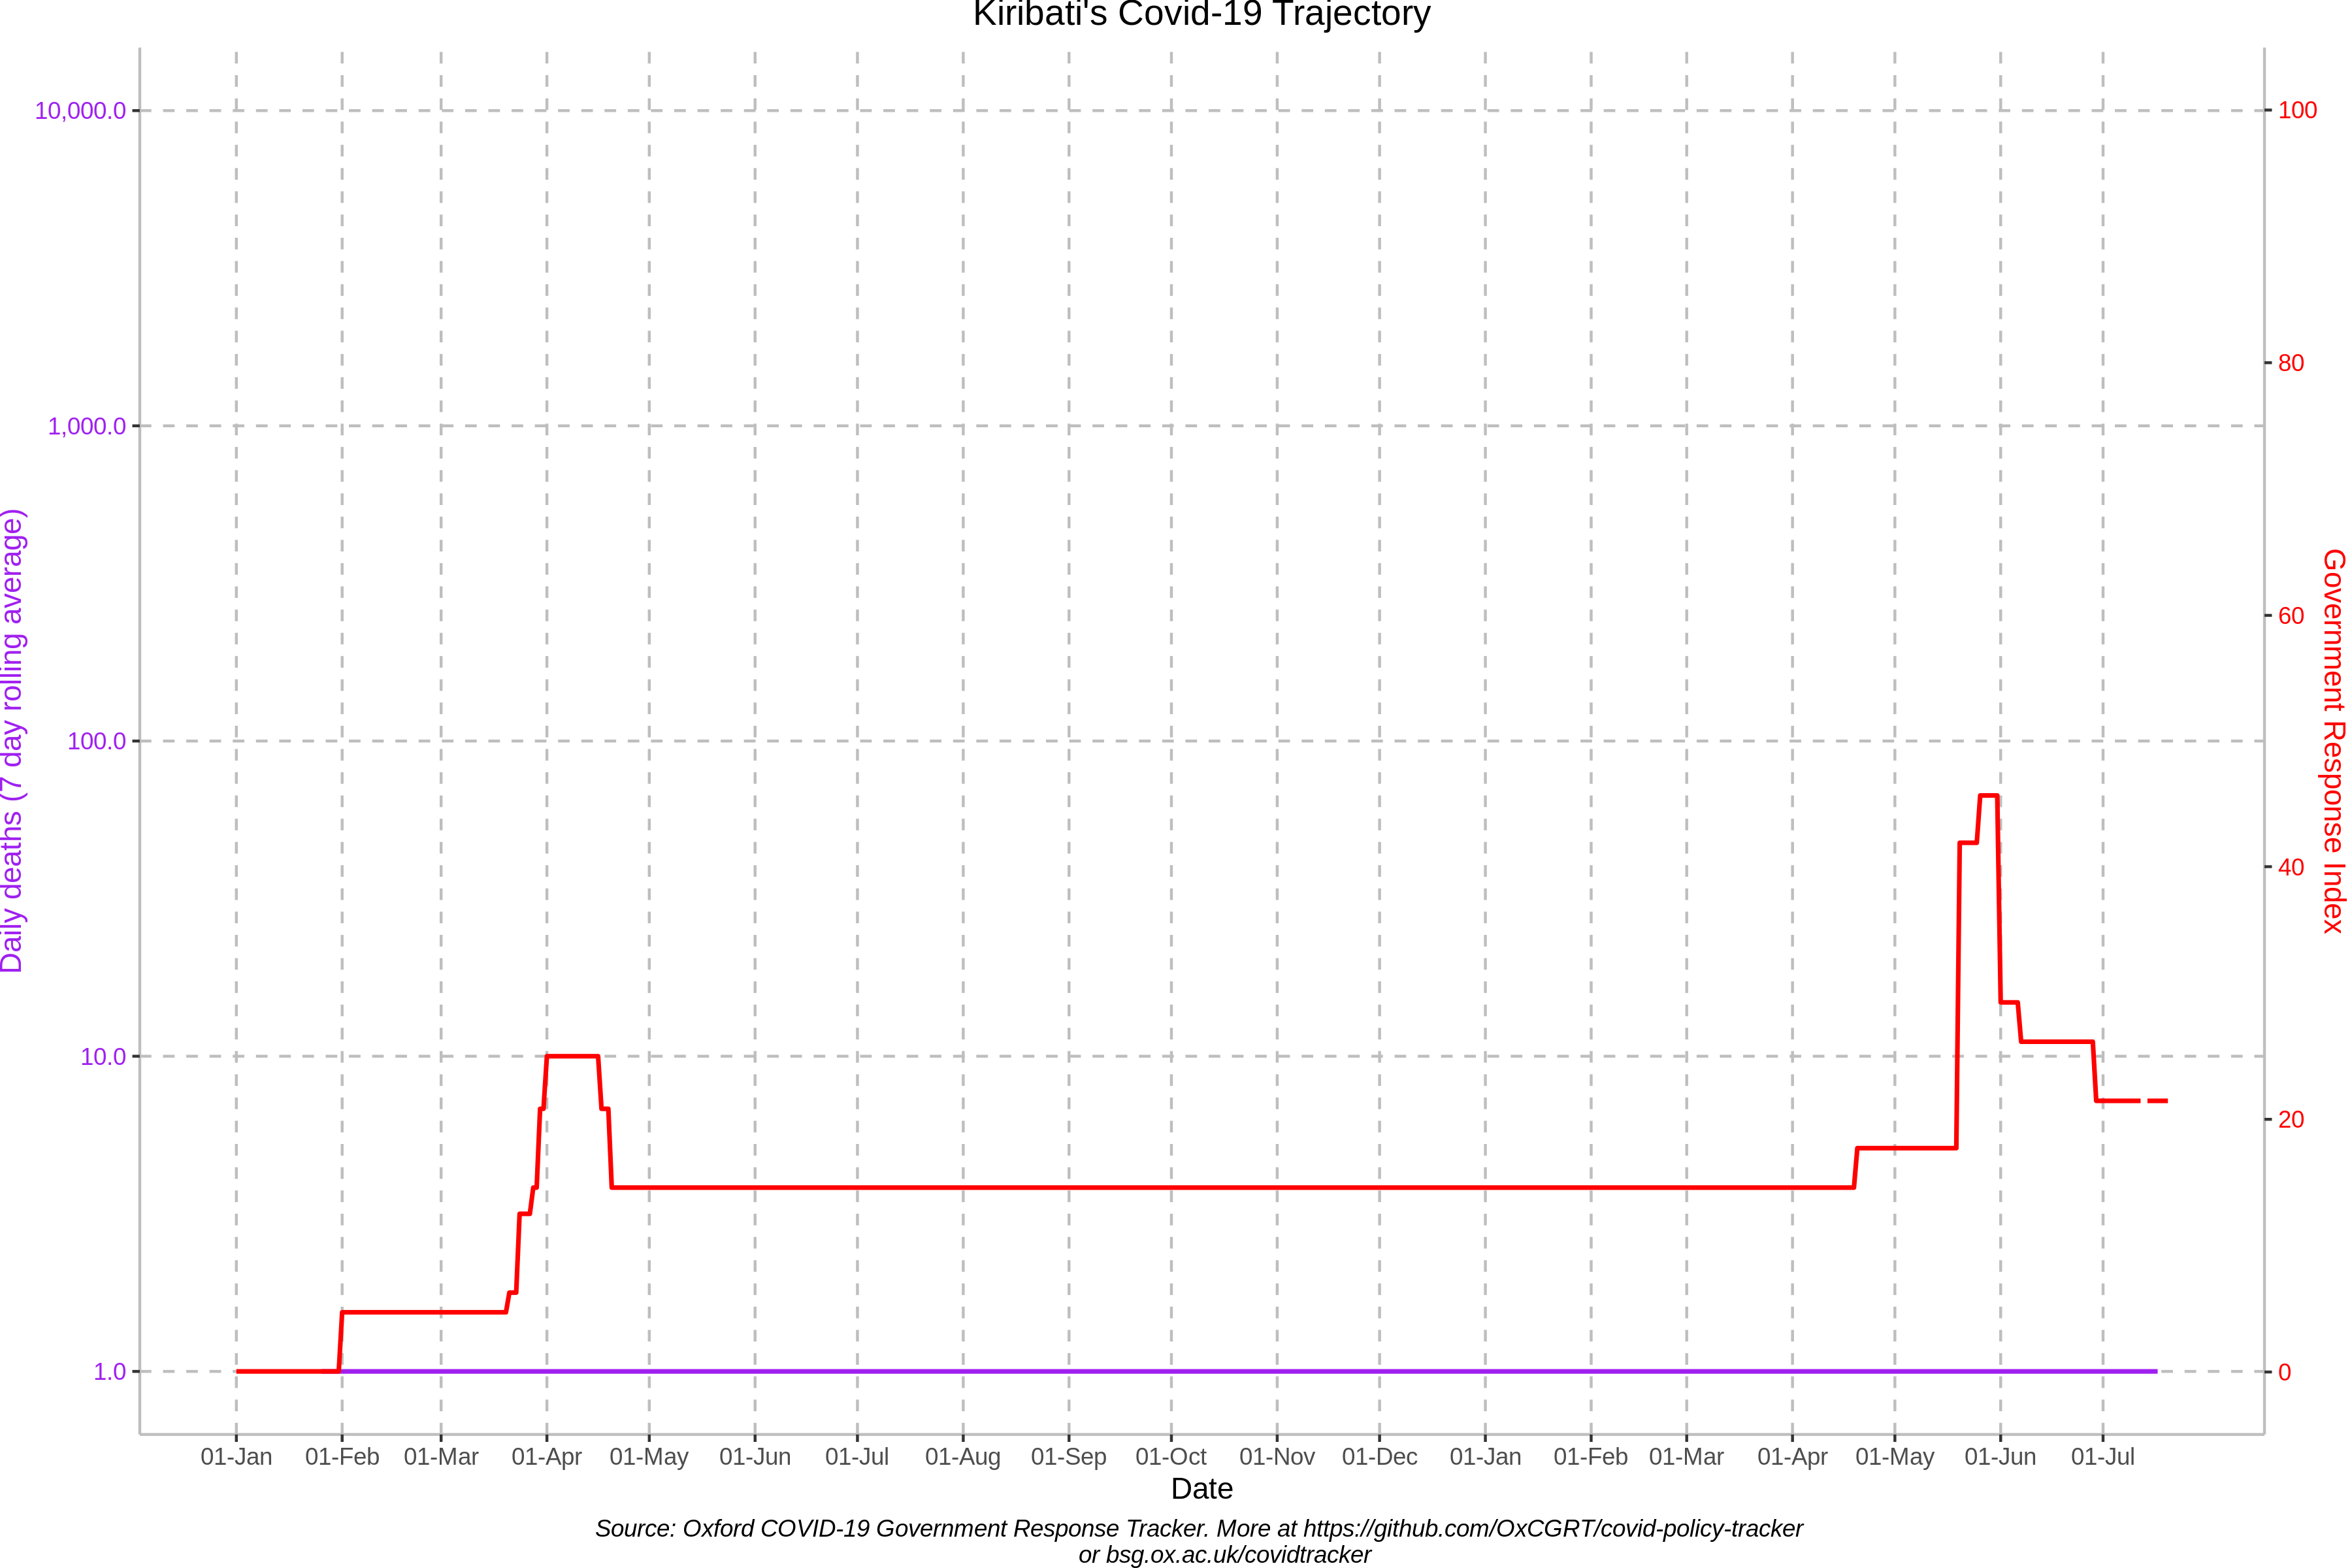 Kiribati's Covid-19 Trajectory
10,000.0
1,000.0
100.0
10.0
1.0
Daily deaths (7 day rolling average)
100
80
60
40
20
0
Government Response Index
01-Jan 01-Feb 01-Mar 01-Apr 01-May 01-Jun 01-Jul 01-Aug 01-Sep 01-Oct 01-Nov 01-Dec 01-Jan 01-Feb 01-Mar 01-Apr 01-May 01-Jun 01-Jul
Date
Source: Oxford COVID-19 Government Response Tracker. More at https://github.com/OxCGRT/covid-policy-tracker
or bsg.ox.ac.uk/covidtracker